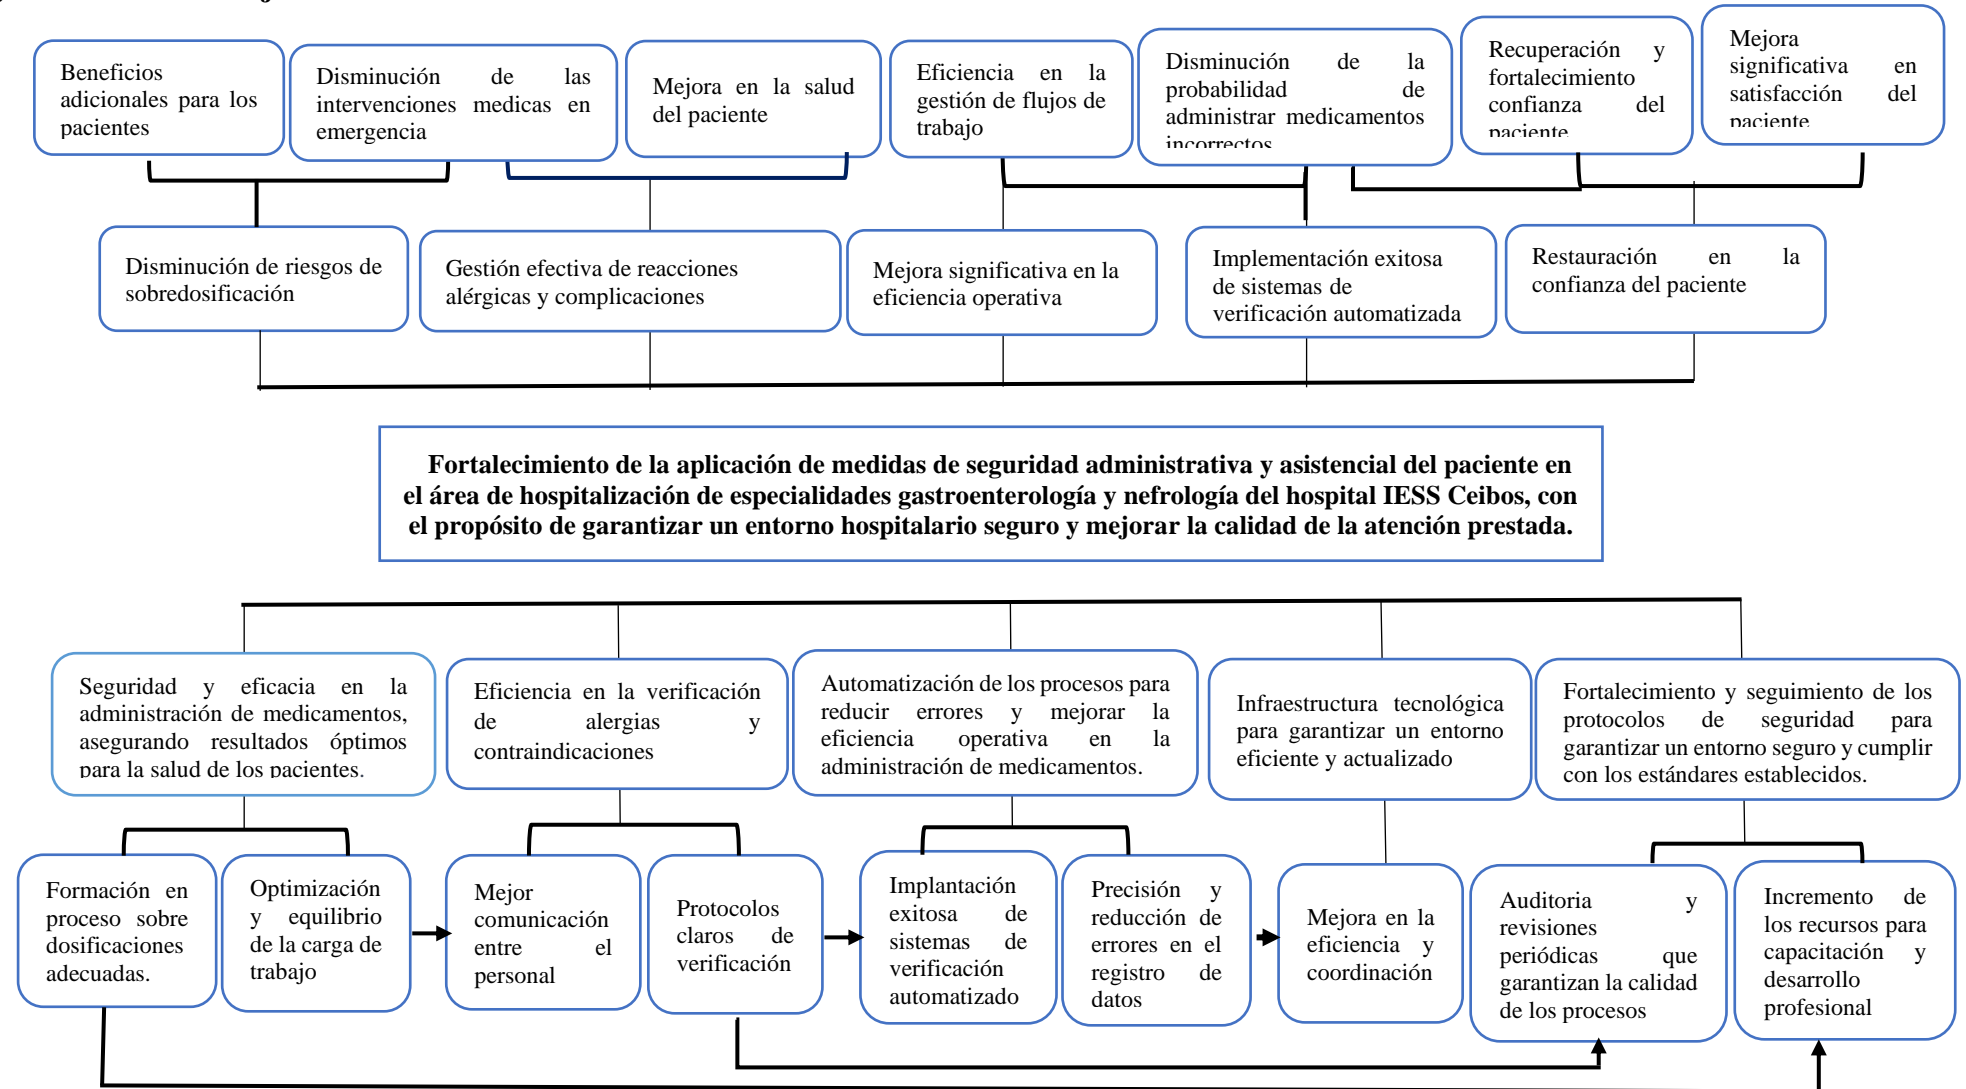 Beneficios
adicionales para los
pacientes
Disminución de las
intervenciones medicas en
emergencia
Mejora en la salud
del paciente
Eficiencia en la
gestión de flujos de
trabajo
Disminución de la
probabilidad de
administrar medicamentos
incorrectos
Recuperación y
fortalecimiento
confianza del
paciente
Mejora
significativa en
satisfacción del
paciente
Disminución de riesgos de
sobredosificación
Gestión efectiva de reacciones
alérgicas y complicaciones
Mejora significativa en la
eficiencia operativa
Implementación exitosa
de sistemas de
verificación automatizada
Restauración en la
confianza del paciente
Fortalecimiento de la aplicación de medidas de seguridad administrativa y asistencial del paciente en
el área de hospitalización de especialidades gastroenterología y nefrología del hospital IESS Ceibos, con
el propósito de garantizar un entorno hospitalario seguro y mejorar la calidad de la atención prestada.
Seguridad y eficacia en la
administración de medicamentos,
asegurando resultados óptimos
para la salud de los pacientes.
Eficiencia en la verificación
de alergias y
contraindicaciones
Automatización de los procesos para
reducir errores y mejorar la
eficiencia operativa en la
administración de medicamentos.
Infraestructura tecnológica
para garantizar un entorno
eficiente y actualizado
Fortalecimiento y seguimiento de los
protocolos de seguridad para
garantizar un entorno seguro y cumplir
con los estándares establecidos.
Formación en
proceso sobre
dosificaciones
adecuadas.
Optimización
y equilibrio
de la carga de
trabajo
Mejor
comunicación
entre el
personal
Protocolos
claros de
verificación
Implantación
exitosa de
sistemas de
verificación
automatizado
Precisión y
reducción de
errores en el
registro de
datos
Mejora en la
eficiencia y
coordinación
Auditoria y
revisiones
periódicas que
garantizan la calidad
de los procesos
Incremento de
los recursos para
capacitación y
desarrollo
profesional